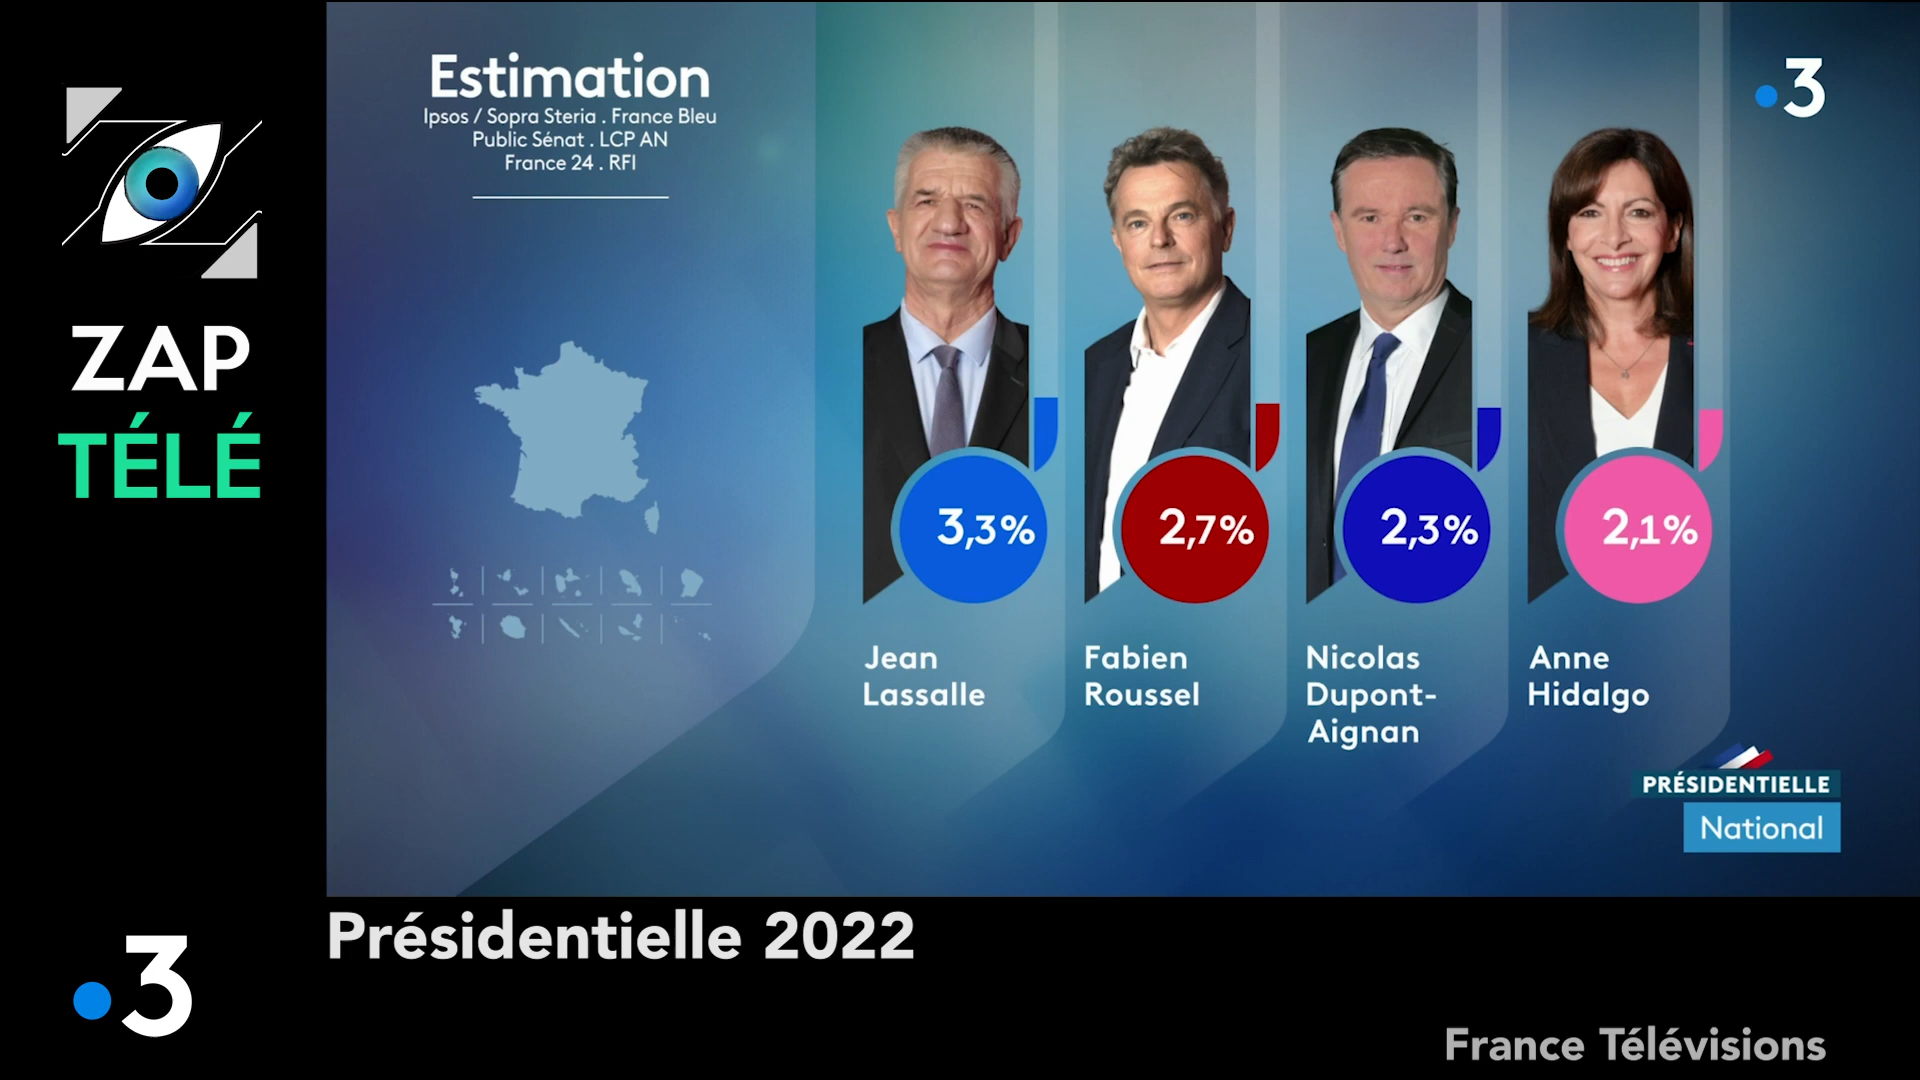 ZAP
TÉLÉ
Estimation
Ipsos / Sopra Steria . France Bleu
Public Sénat . LCP AN
France 24 . RFI
3
3,3%
2,7%
2,3%
2,1%
Jean
Lassalle
Fabien
Roussel
Nicolas
Dupont-
Aignan
Anne
Hidalgo
PRÉSIDENTIELLE
National
Présidentielle 2022
3
France Télévisions